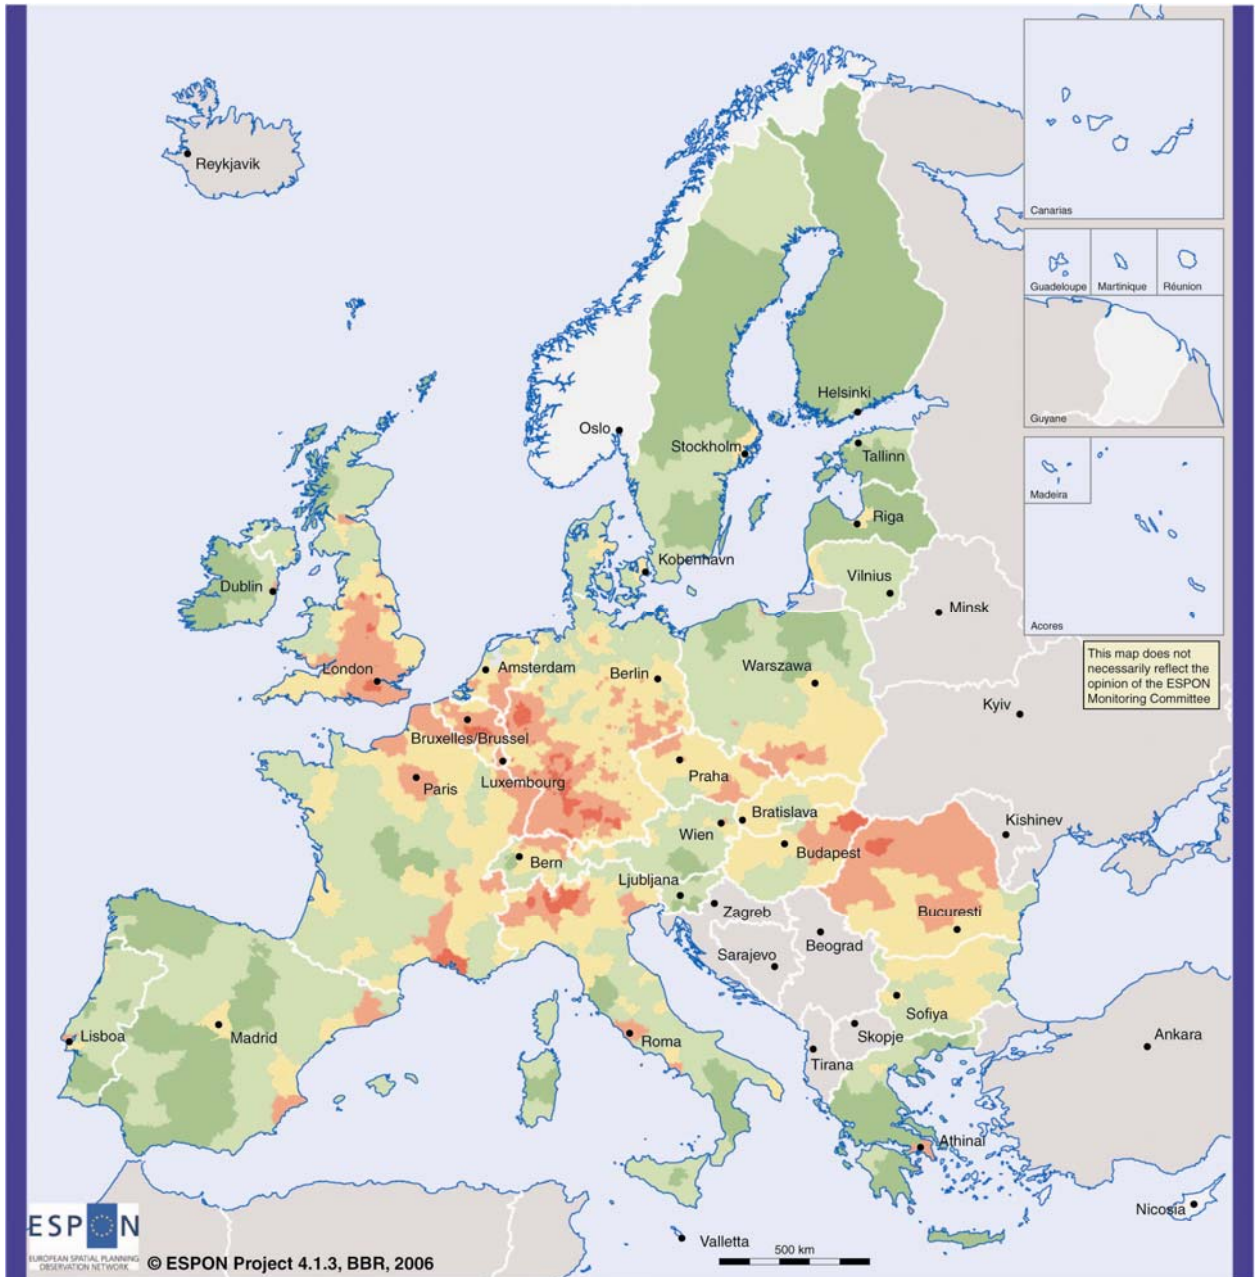 Reykjavik
Canarias
Guadeloupe
Martinique
Réunion
Guyane
Helsinki
Oslo
Stockholm
Tallinn
Madeira
Riga
Kobenhavn
Dublin
Vilnius
Minsk
Acores
This map does not
necessarily reflect the
opinion of the ESPON
Monitoring Committee
London
Amsterdam
Berlin
Warszawa
Kyiv
Bruxelles/Brussel
Luxembourg
Praha
Paris
Bratislava
Kishinev
Wien
Budapest
Bern
Ljubljana
Zagreb
Bucuresti
Beograd
Sarajevo
Sofiya
Lisboa
Madrid
Roma
Skopje
Tirana
Ankara
Athinai
Nicosia
Valletta
500 km
ESPON
EUROPEAN SPATIAL PLANNING
OBSERVATION NETWORK
© ESPON Project 4.1.3, BBR, 2006